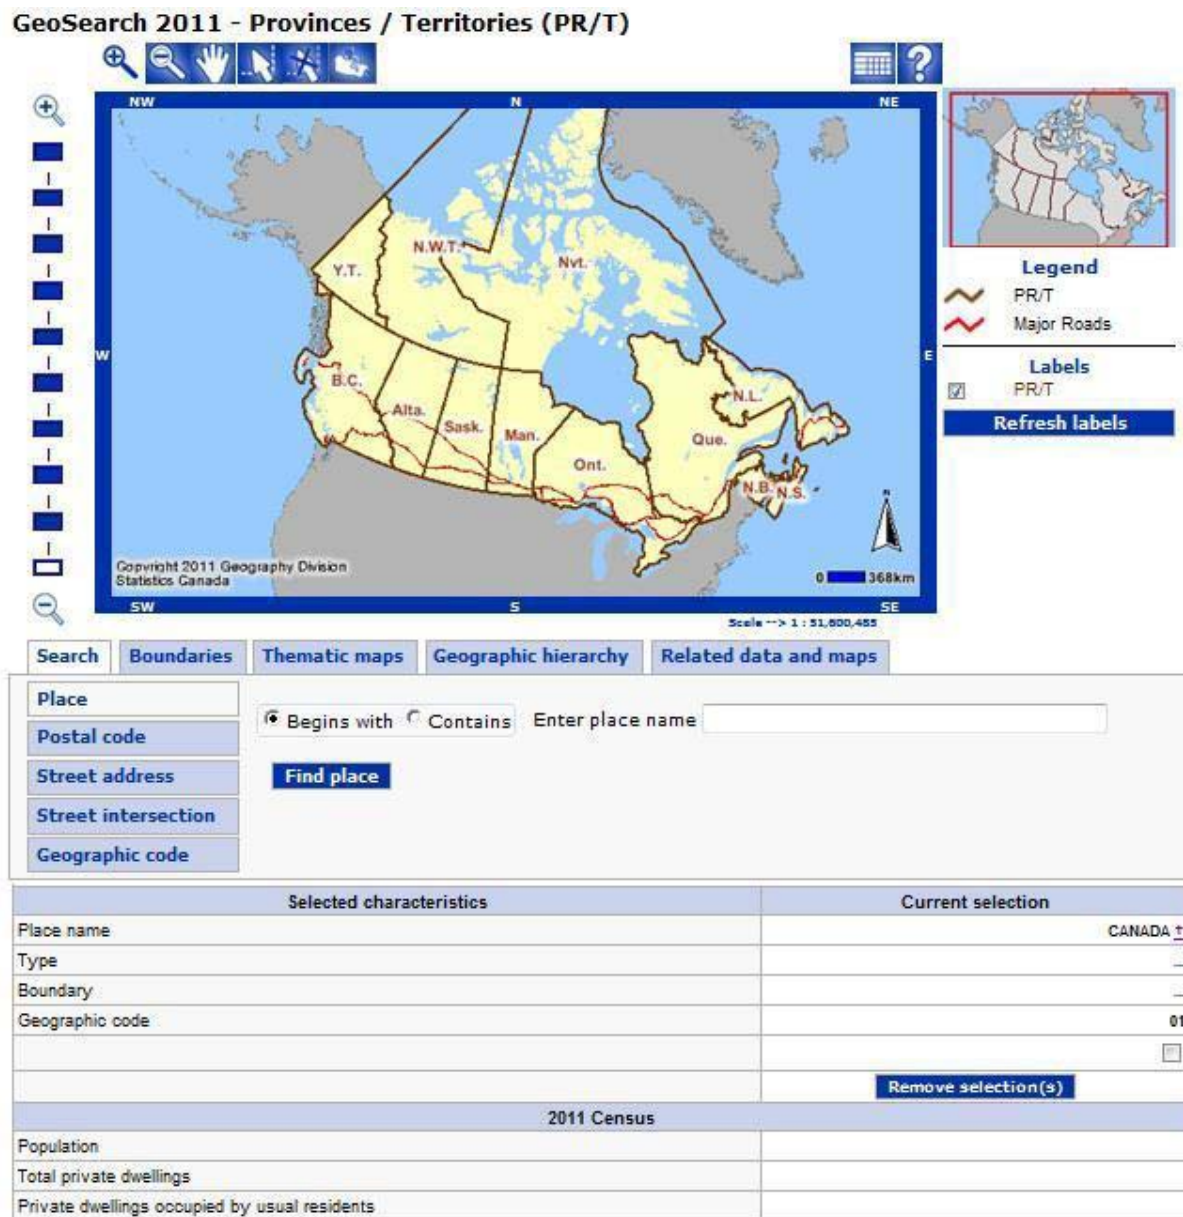 GeoSearch 2011 - Provinces / Territories (PR/T)
NW N NE
N.W.T.
Y.T.
Nvt.
Legend
PR/T
Major Roads
W E
Labels
PR/T
Refresh labels
B.C.
N.L.
Alta.
Sask.
Man.
Que.
Ont.
N.B. N.S.
N
Copyright 2011 Geography Division
Statistics Canada
0 368km
SW S SE
Scale --> 1 : 51,600,485
Search Boundaries Thematic maps Geographic hierarchy Related data and maps
Place
Begins with Contains Enter place name
Postal code
Street address
Find place
Street intersection
Geographic code
Selected characteristics Current selection
Place name CANADA †
Type ...
Boundary ...
Geographic code 01
Remove selection(s)
2011 Census
Population
Total private dwellings
Private dwellings occupied by usual residents